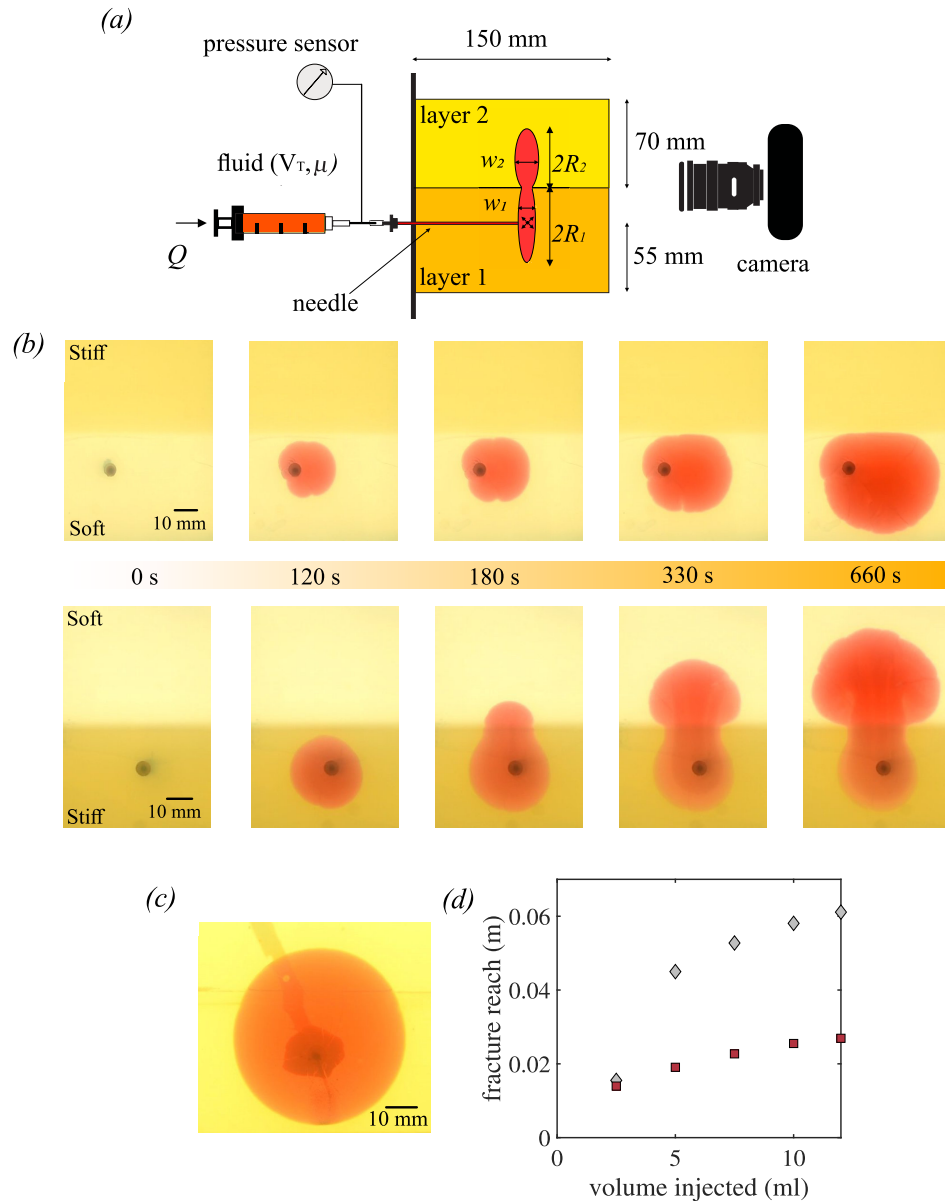 (a)
pressure sensor
150 mm
layer 2
70 mm
fluid (V_T, μ)
w₂
2R₂
w₁
2R₁
Q
layer 1
55 mm
needle
camera
(b)
Stiff
Soft
10 mm
0 s
120 s
180 s
330 s
660 s
Soft
Stiff
10 mm
(c)
10 mm
(d)
fracture reach (m)
0.06
0.04
0.02
0
0
5
10
volume injected (ml)